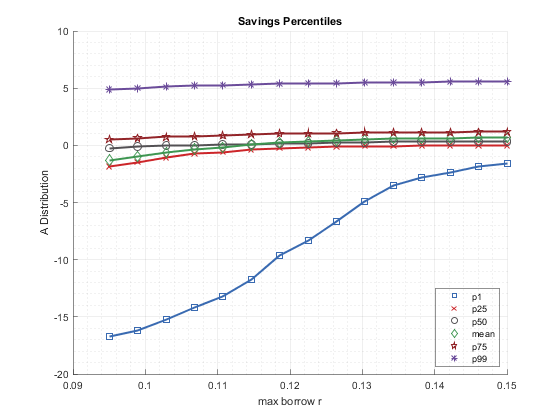 Savings Percentiles
10
5
0
-5
-10
-15
-20
A Distribution
0.09 0.1 0.11 0.12 0.13 0.14 0.15
max borrow r
p1
p25
p50
mean
p75
p99